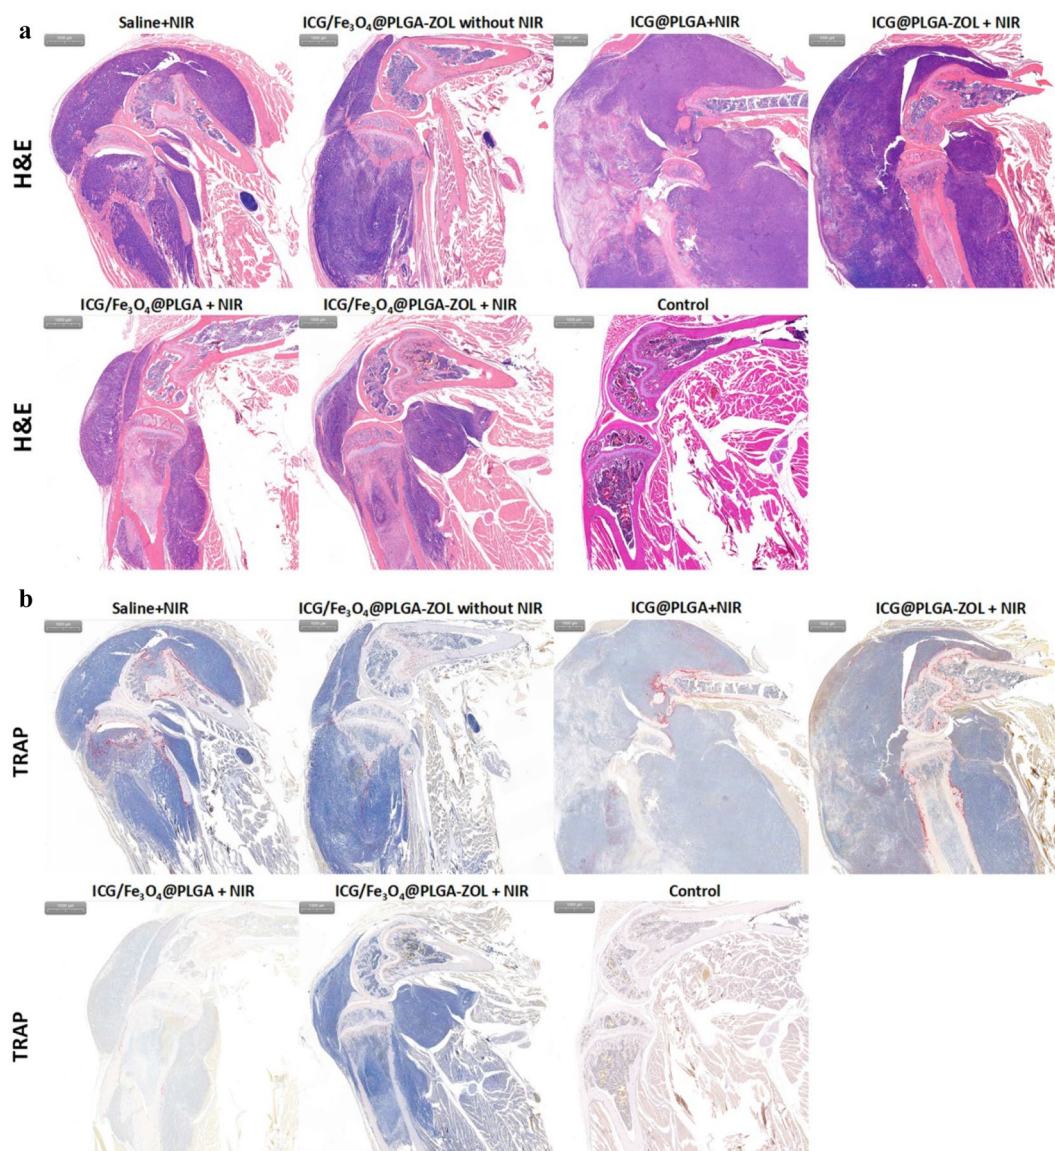 a
Saline+NIR
ICG/Fe₃O₄@PLGA-ZOL without NIR
ICG@PLGA+NIR
ICG@PLGA-ZOL + NIR
H&E
ICG/Fe₃O₄@PLGA + NIR
ICG/Fe₃O₄@PLGA-ZOL + NIR
Control
H&E
b
Saline+NIR
ICG/Fe₃O₄@PLGA-ZOL without NIR
ICG@PLGA+NIR
ICG@PLGA-ZOL + NIR
TRAP
ICG/Fe₃O₄@PLGA + NIR
ICG/Fe₃O₄@PLGA-ZOL + NIR
Control
TRAP